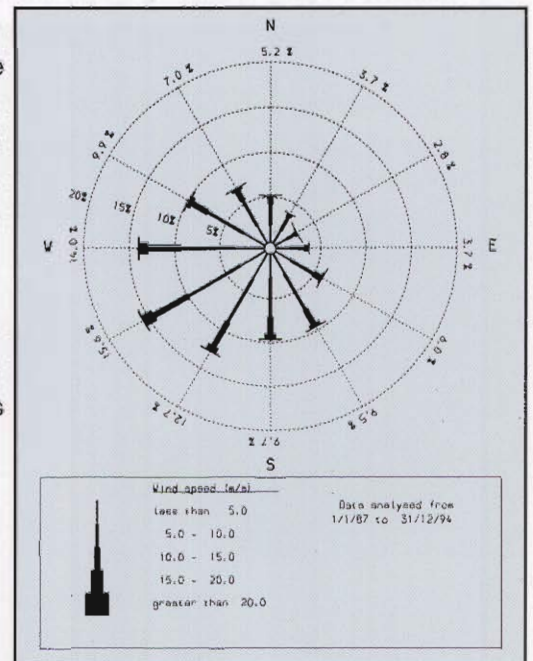 N
5.2 %
7.0 %
3.7 %
9.9 %
2.8 %
20%
15%
10%
5%
W
14.0 %
3.7 %
E
15.6 %
6.0 %
12.7 %
9.5 %
9.7 %
S
Wind speed (m/s)
less than 5.0
5.0 - 10.0
10.0 - 15.0
15.0 - 20.0
greater than 20.0
Data analysed from
1/1/87 to 31/12/94